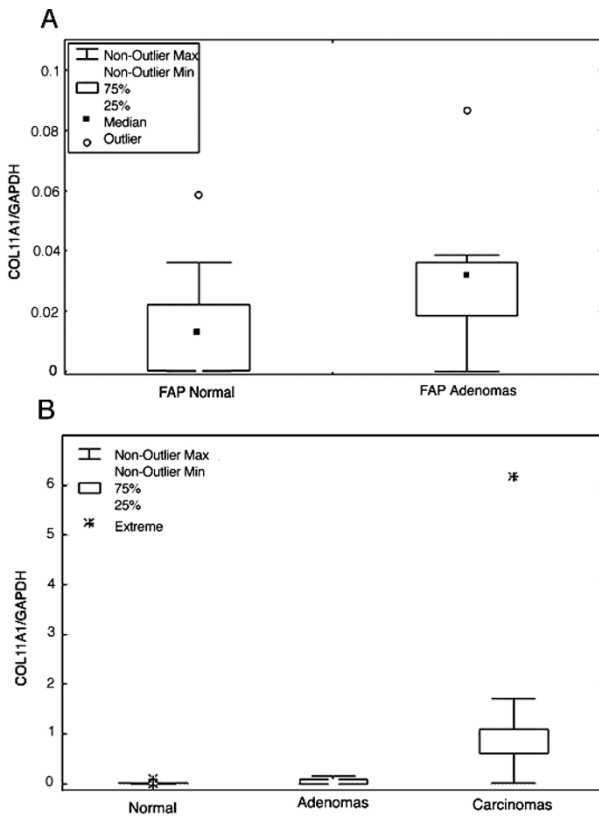 A
Non-Outlier Max
Non-Outlier Min
75%
25%
Median
Outlier
0.1
0.08
0.06
0.04
0.02
0
COL11A1/GAPDH
FAP Normal
FAP Adenomas
B
Non-Outlier Max
Non-Outlier Min
75%
25%
Extreme
6
5
4
3
2
1
0
COL11A1/GAPDH
Normal
Adenomas
Carcinomas